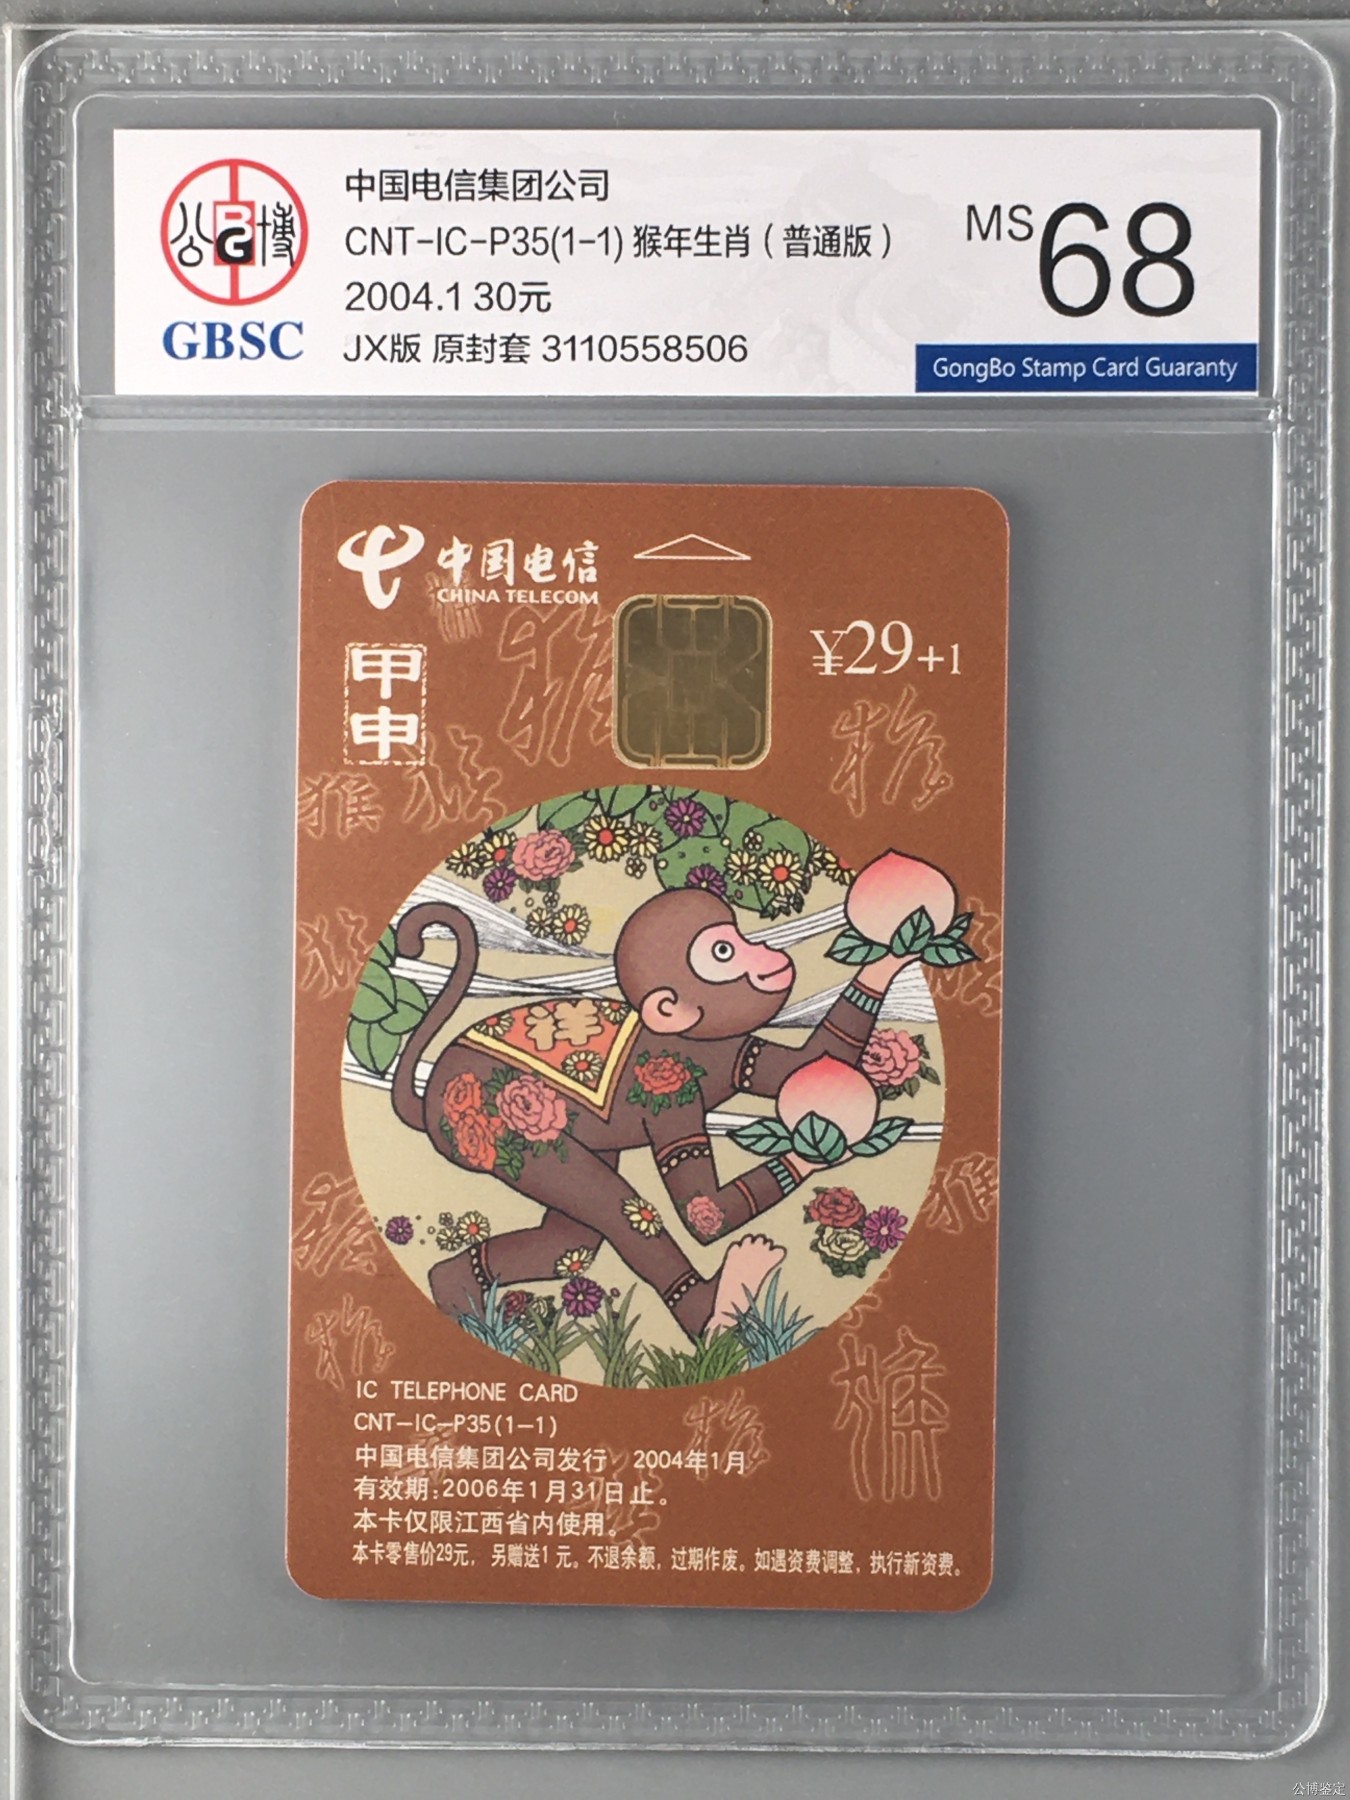 公博
BG
GBSC
中国电信集团公司
CNT-IC-P35(1-1) 猴年生肖（普通版）
2004.1 30元
JX版 原封套 3110558506
MS 68
GongBo Stamp Card Guaranty
中国电信
CHINA TELECOM
¥29+1
甲申
猴
祥
IC TELEPHONE CARD
CNT-IC-P35(1-1)
中国电信集团公司发行 2004年1月
有效期:2006年1月31日止。
本卡仅限江西省内使用。
本卡零售价29元，另赠送1元。不退余额，过期作废。如遇资费调整，执行新资费。
公博鉴定